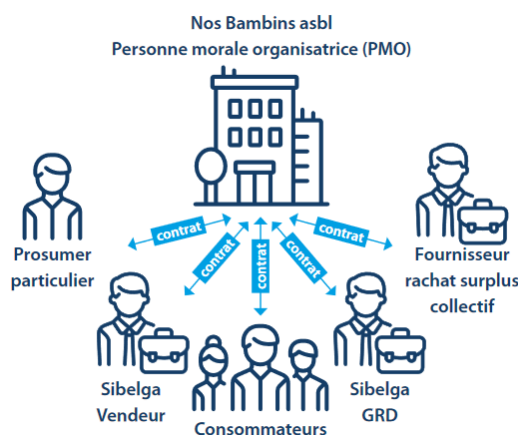 Nos Bambins asbl
Personne morale organisatrice (PMO)
contrat
contrat
contrat
contrat
contrat
Prosumer
particulier
Fournisseur
rachat surplus
collectif
Sibelga
Vendeur
Consommateurs
Sibelga
GRD